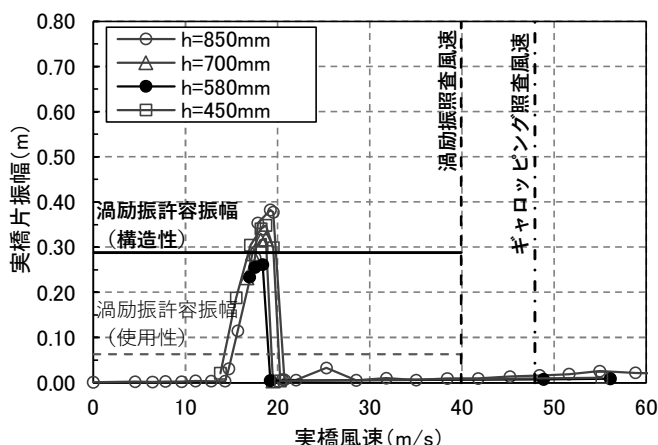 0.80
0.70
0.60
0.50
0.40
0.30
0.20
0.10
0.00
実橋片振幅(m)
h=850mm
h=700mm
h=580mm
h=450mm
渦励振照査風速
ギャロッピング照査風速
渦励振許容振幅
(構造性)
渦励振許容振幅
(使用性)
0 10 20 30 40 50 60
実橋風速(m/s)